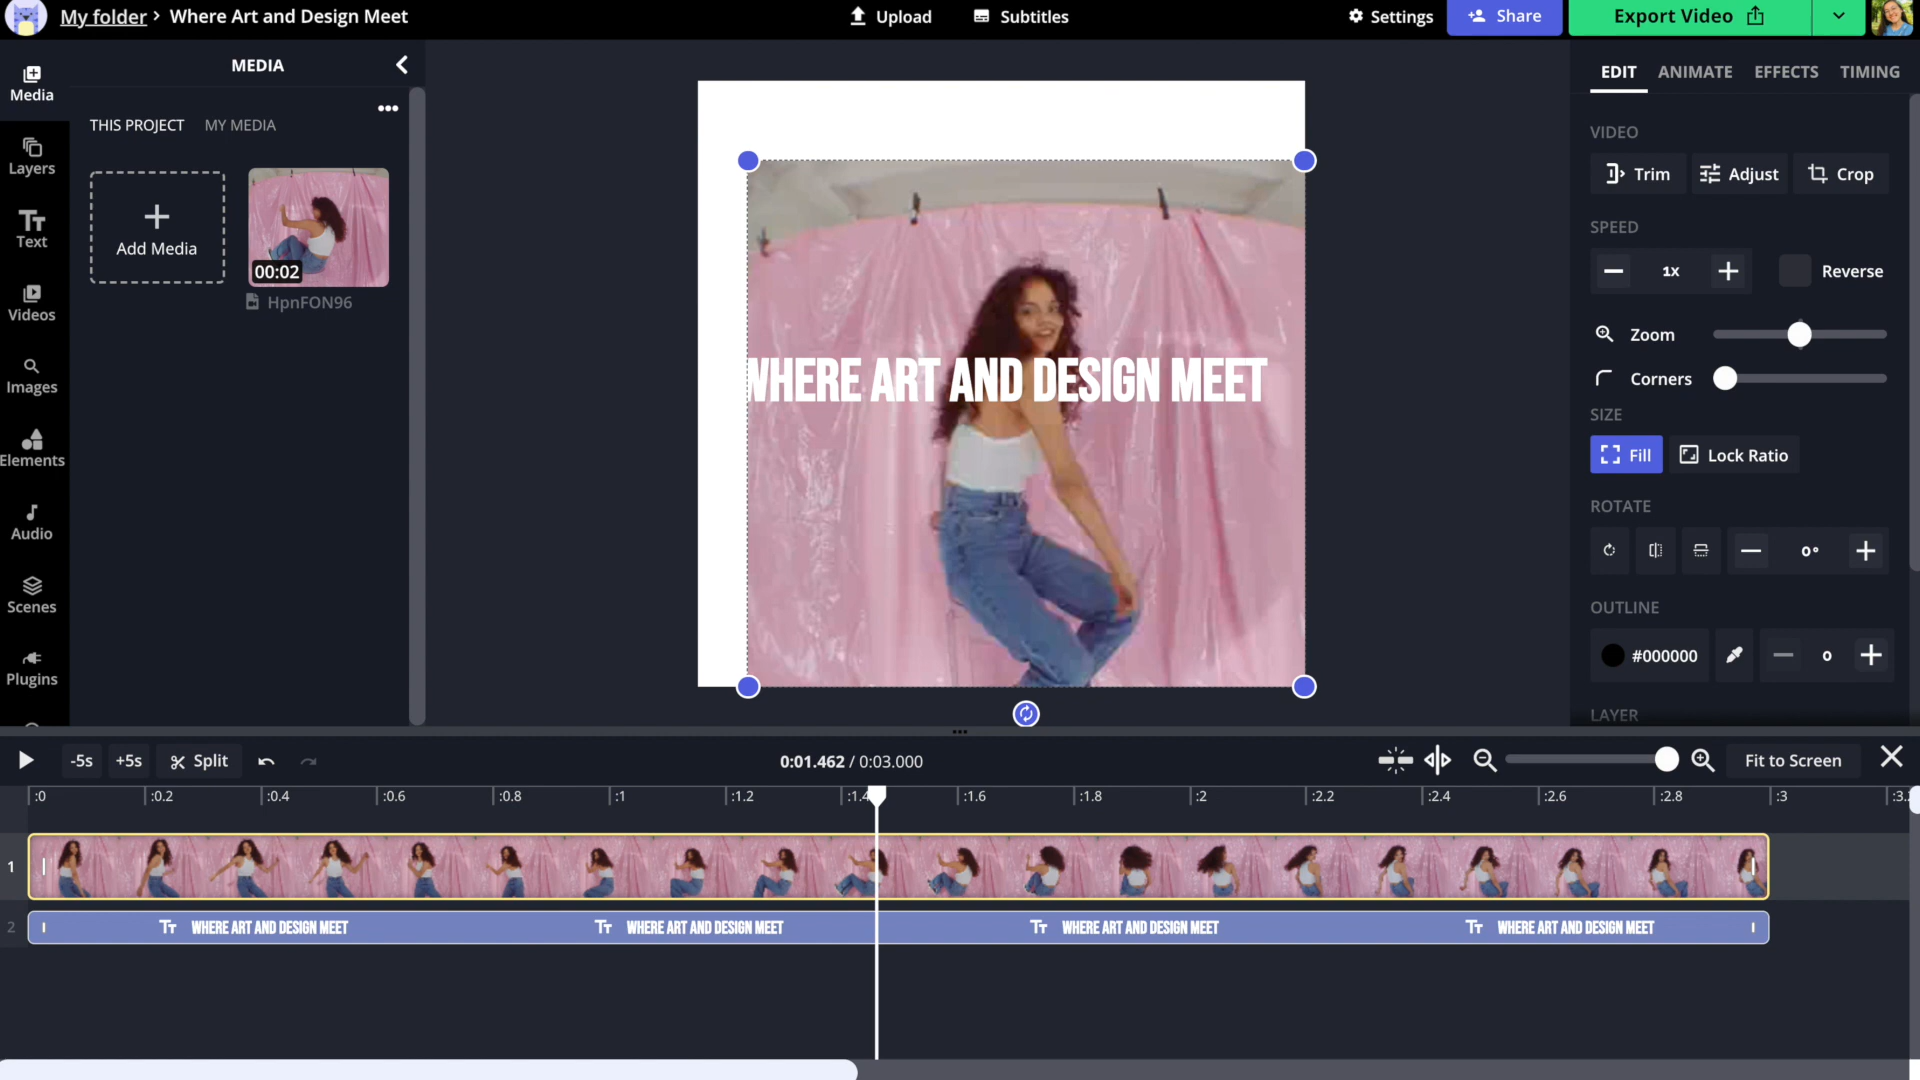 My folder > Where Art and Design Meet
Upload
Subtitles
Settings
Share
Export Video
Media
Layers
Text
Videos
Images
Elements
Audio
Scenes
Plugins
MEDIA
THIS PROJECT
MY MEDIA
Add Media
00:02
HpnFON96
WHERE ART AND DESIGN MEET
EDIT ANIMATE EFFECTS TIMING
VIDEO
Trim Adjust Crop
SPEED
1x Reverse
Zoom
Corners
SIZE
Fill Lock Ratio
ROTATE
0°
OUTLINE
#000000 0
LAYER
-5s +5s Split 0:01.462 / 0:03.000 Fit to Screen
:0 :0.2 :0.4 :0.6 :0.8 :1 :1.2 :1.4 :1.6 :1.8 :2 :2.2 :2.4 :2.6 :2.8 :3 :3.
1
2 Tт WHERE ART AND DESIGN MEET Tт WHERE ART AND DESIGN MEET Tт WHERE ART AND DESIGN MEET Tт WHERE ART AND DESIGN MEET